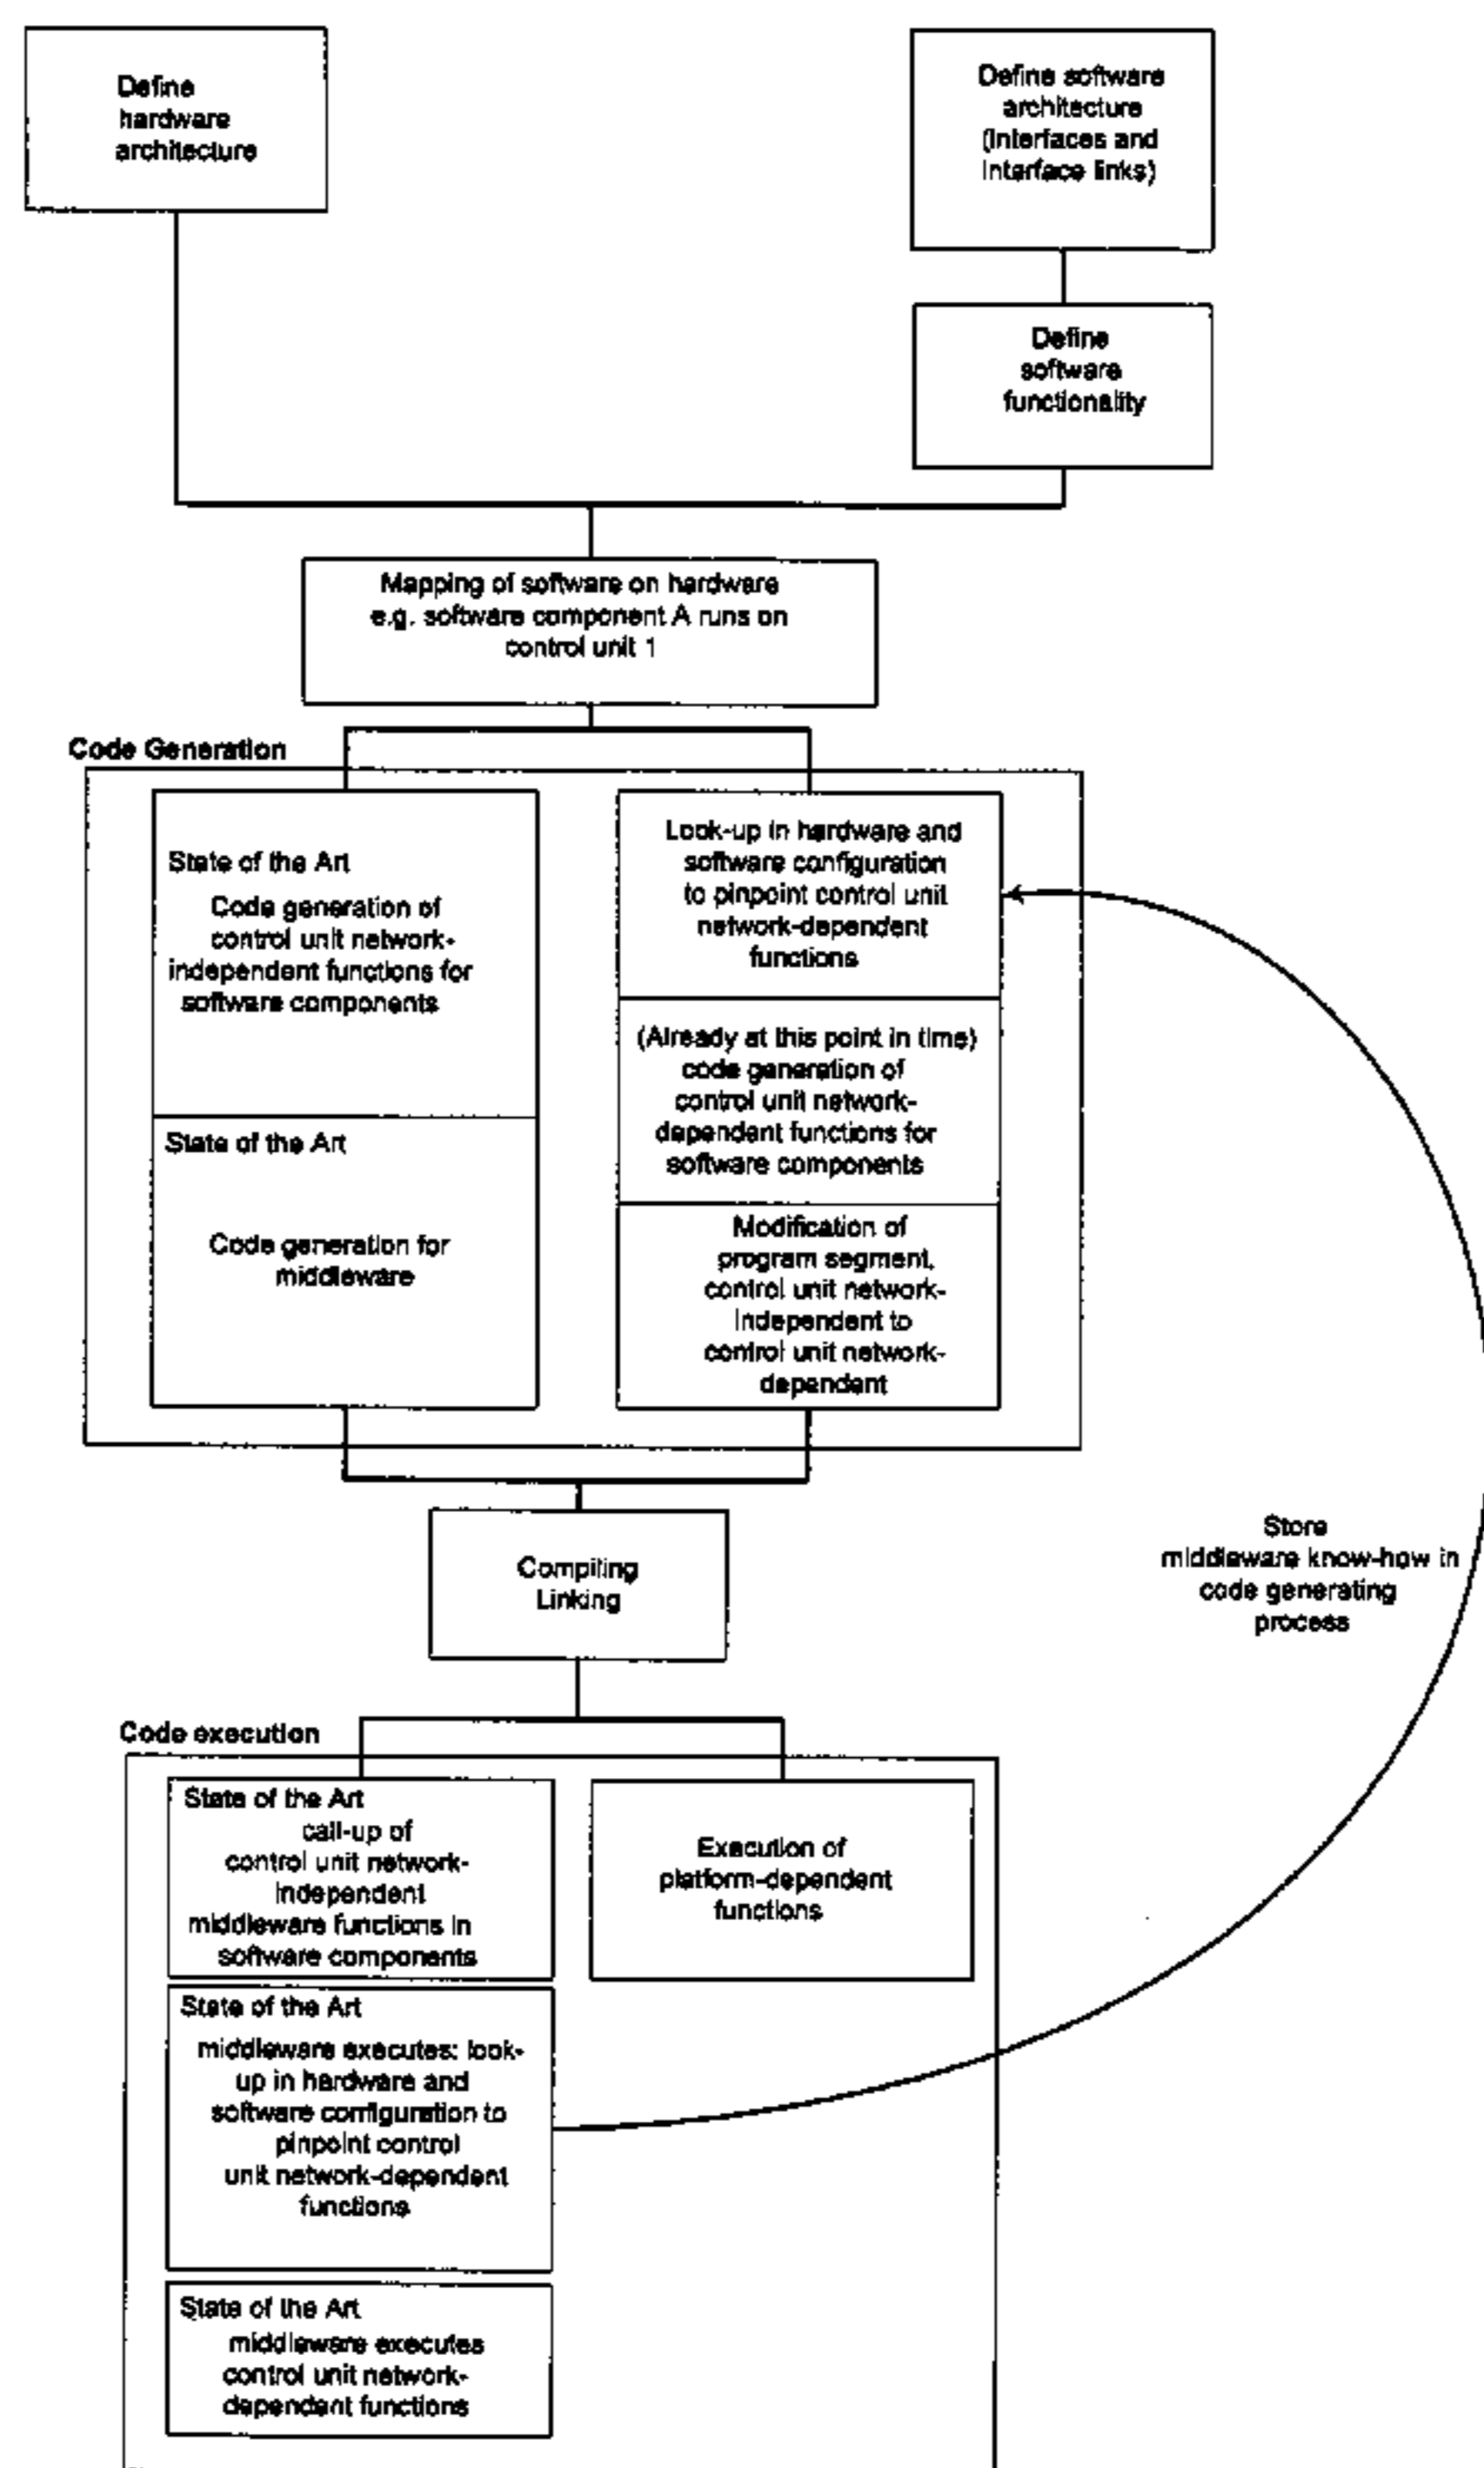 Define
hardware
architecture
Define software
architecture
(interfaces and
interface links)
Define
software
functionality
Mapping of software on hardware
e.g. software component A runs on
control unit 1
Code Generation
State of the Art
Code generation of
control unit network-
independent functions for
software components
State of the Art
Code generation for
middleware
Look-up in hardware and
software configuration
to pinpoint control unit
network-dependent
functions
(Already at this point in time)
code generation of
control unit network-
dependent functions for
software components
Modification of
program segment,
control unit network-
independent to
control unit network-
dependent
Compiling
Linking
Store
middleware know-how in
code generating
process
Code execution
State of the Art
call-up of
control unit network-
independent
middleware functions in
software components
State of the Art
middleware executes: look-
up in hardware and
software configuration to
pinpoint control
unit network-dependent
functions
State of the Art
middleware executes
control unit network-
dependent functions
Execution of
platform-dependent
functions